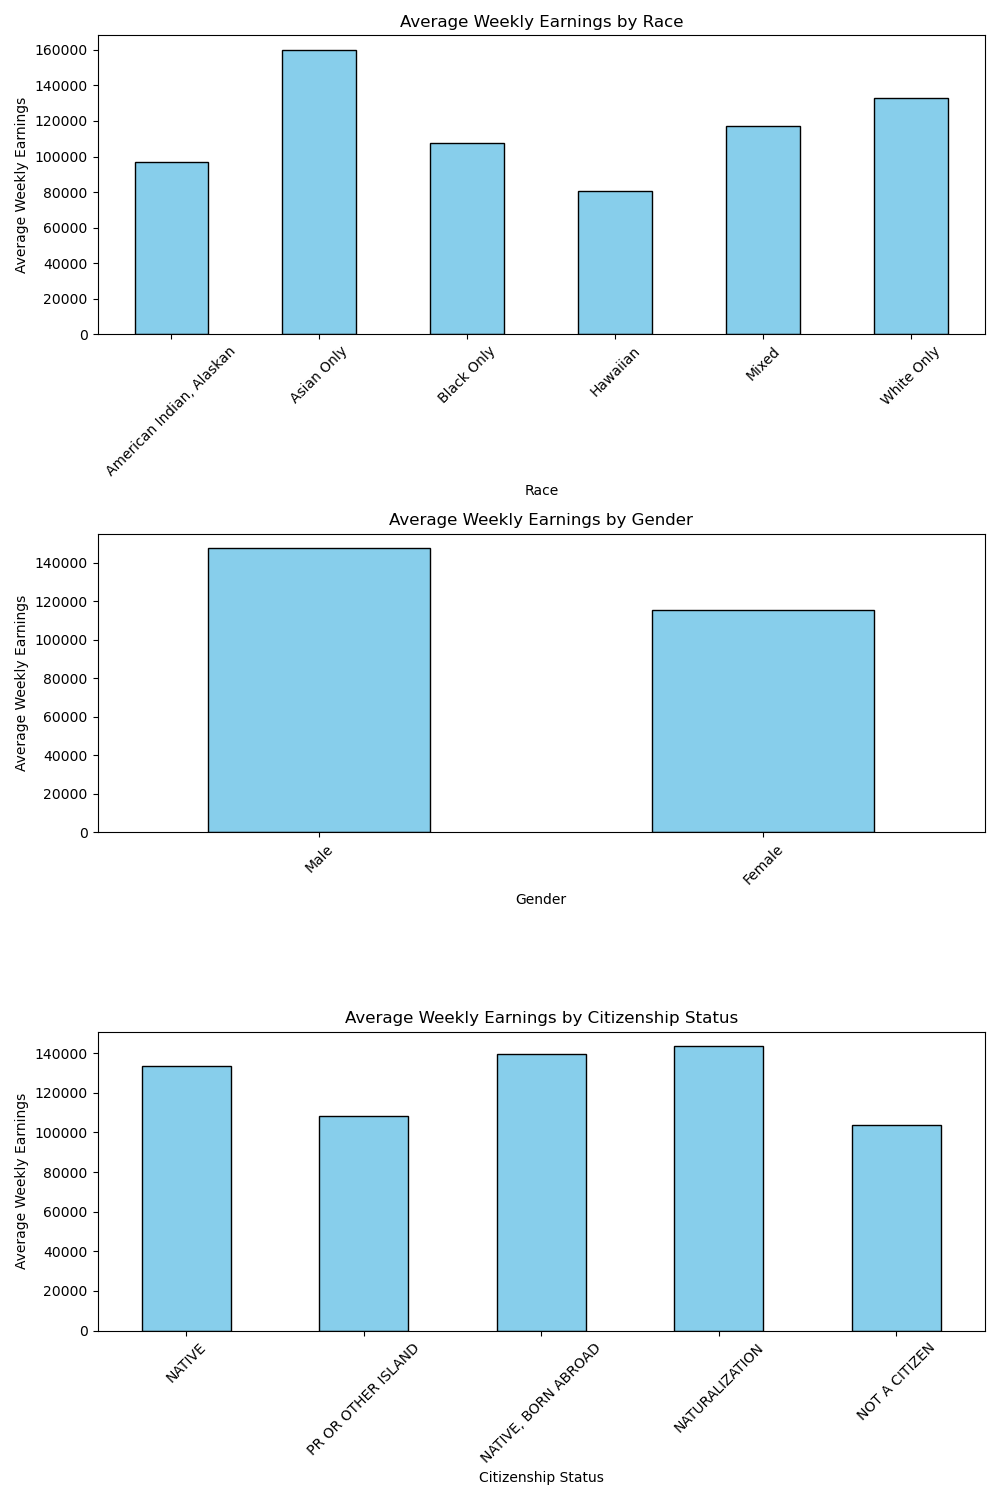 Average Weekly Earnings by Race
Average Weekly Earnings
160000
140000
120000
100000
80000
60000
40000
20000
0
American Indian, Alaskan
Asian Only
Black Only
Hawaiian
Mixed
White Only
Race
Average Weekly Earnings by Gender
Average Weekly Earnings
140000
120000
100000
80000
60000
40000
20000
0
Male
Female
Gender
Average Weekly Earnings by Citizenship Status
Average Weekly Earnings
140000
120000
100000
80000
60000
40000
20000
0
NATIVE
PR OR OTHER ISLAND
NATIVE, BORN ABROAD
NATURALIZATION
NOT A CITIZEN
Citizenship Status